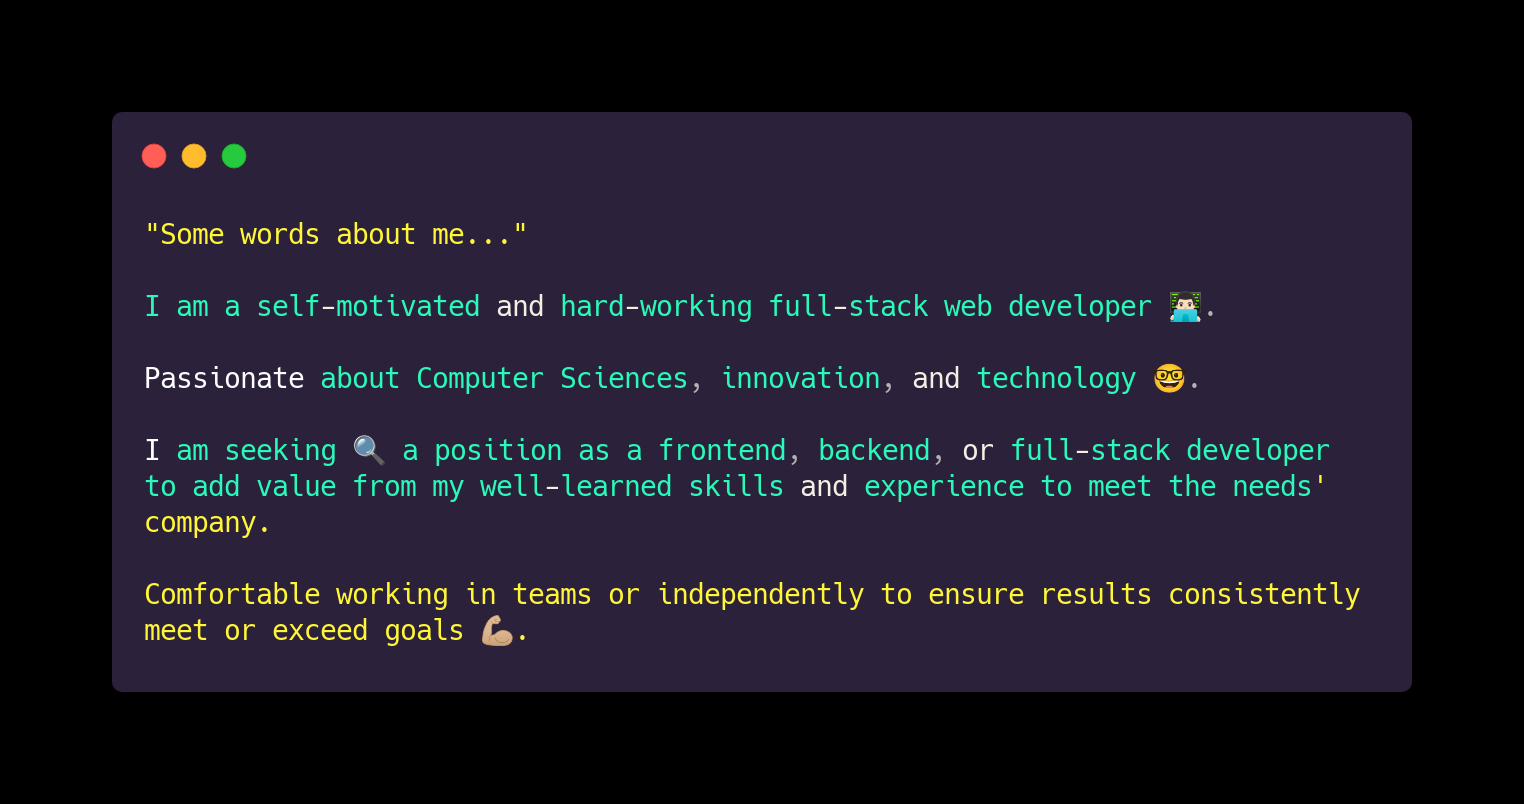 "Some words about me..."
I am a self-motivated and hard-working full-stack web developer 👨🏻‍💻.
Passionate about Computer Sciences, innovation, and technology 🤓.
I am seeking 🔍 a position as a frontend, backend, or full-stack developer
to add value from my well-learned skills and experience to meet the needs'
company.
Comfortable working in teams or independently to ensure results consistently
meet or exceed goals 💪🏼.